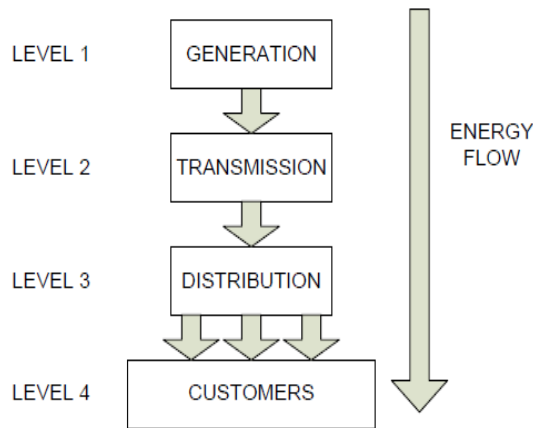 LEVEL 1
GENERATION
ENERGY
FLOW
LEVEL 2
TRANSMISSION
LEVEL 3
DISTRIBUTION
LEVEL 4
CUSTOMERS